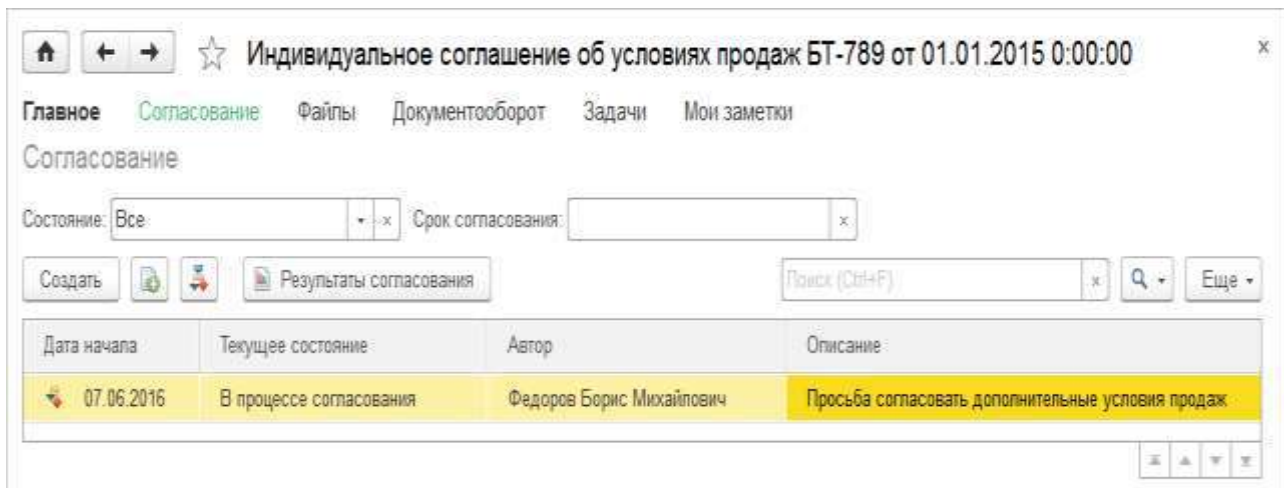 Индивидуальное соглашение об условиях продаж БТ-789 от 01.01.2015 0:00:00
Главное Согласование Файлы Документооборот Задачи Мои заметки
Согласование
Состояние: Все Срок согласования:
Создать Результаты согласования Поиск (Ctrl+F) Еще
Дата начала Текущее состояние Автор Описание
07.06.2016 В процессе согласования Федоров Борис Михайлович Просьба согласовать дополнительные условия продаж